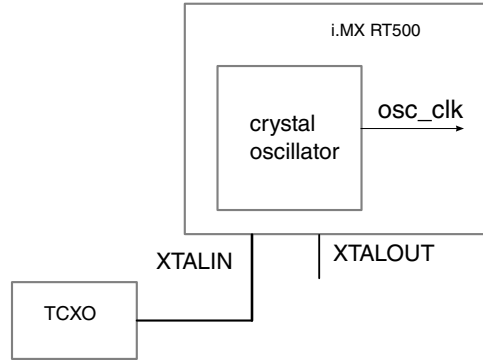 i.MX RT500
osc_clk
crystal
oscillator
XTALIN
XTALOUT
TCXO